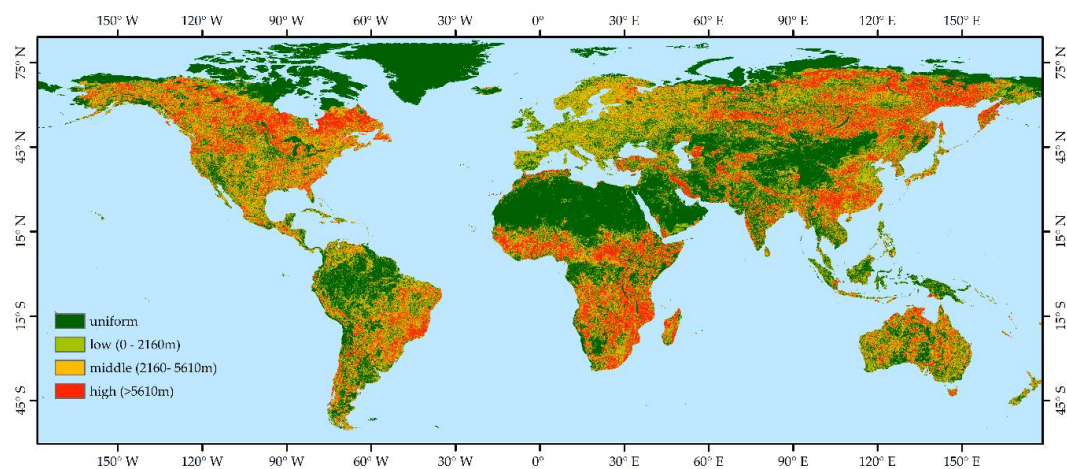 150° W 120° W 90° W 60° W 30° W 0° 30° E 60° E 90° E 120° E 150° E
75° N 75° N
45° N 45° N
15° N 15° N
15° S 15° S
45° S 45° S
uniform
low (0 - 2160m)
middle (2160- 5610m)
high (>5610m)
150° W 120° W 90° W 60° W 30° W 0° 30° E 60° E 90° E 120° E 150° E